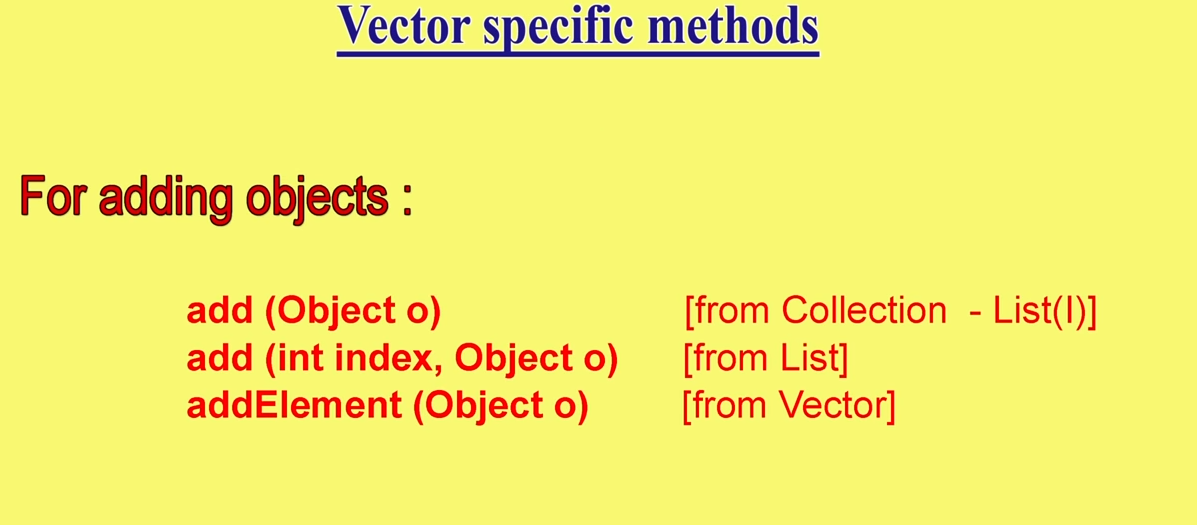 Vector specific methods
For adding objects :
add (Object o) [from Collection - List(I)]
add (int index, Object o) [from List]
addElement (Object o) [from Vector]